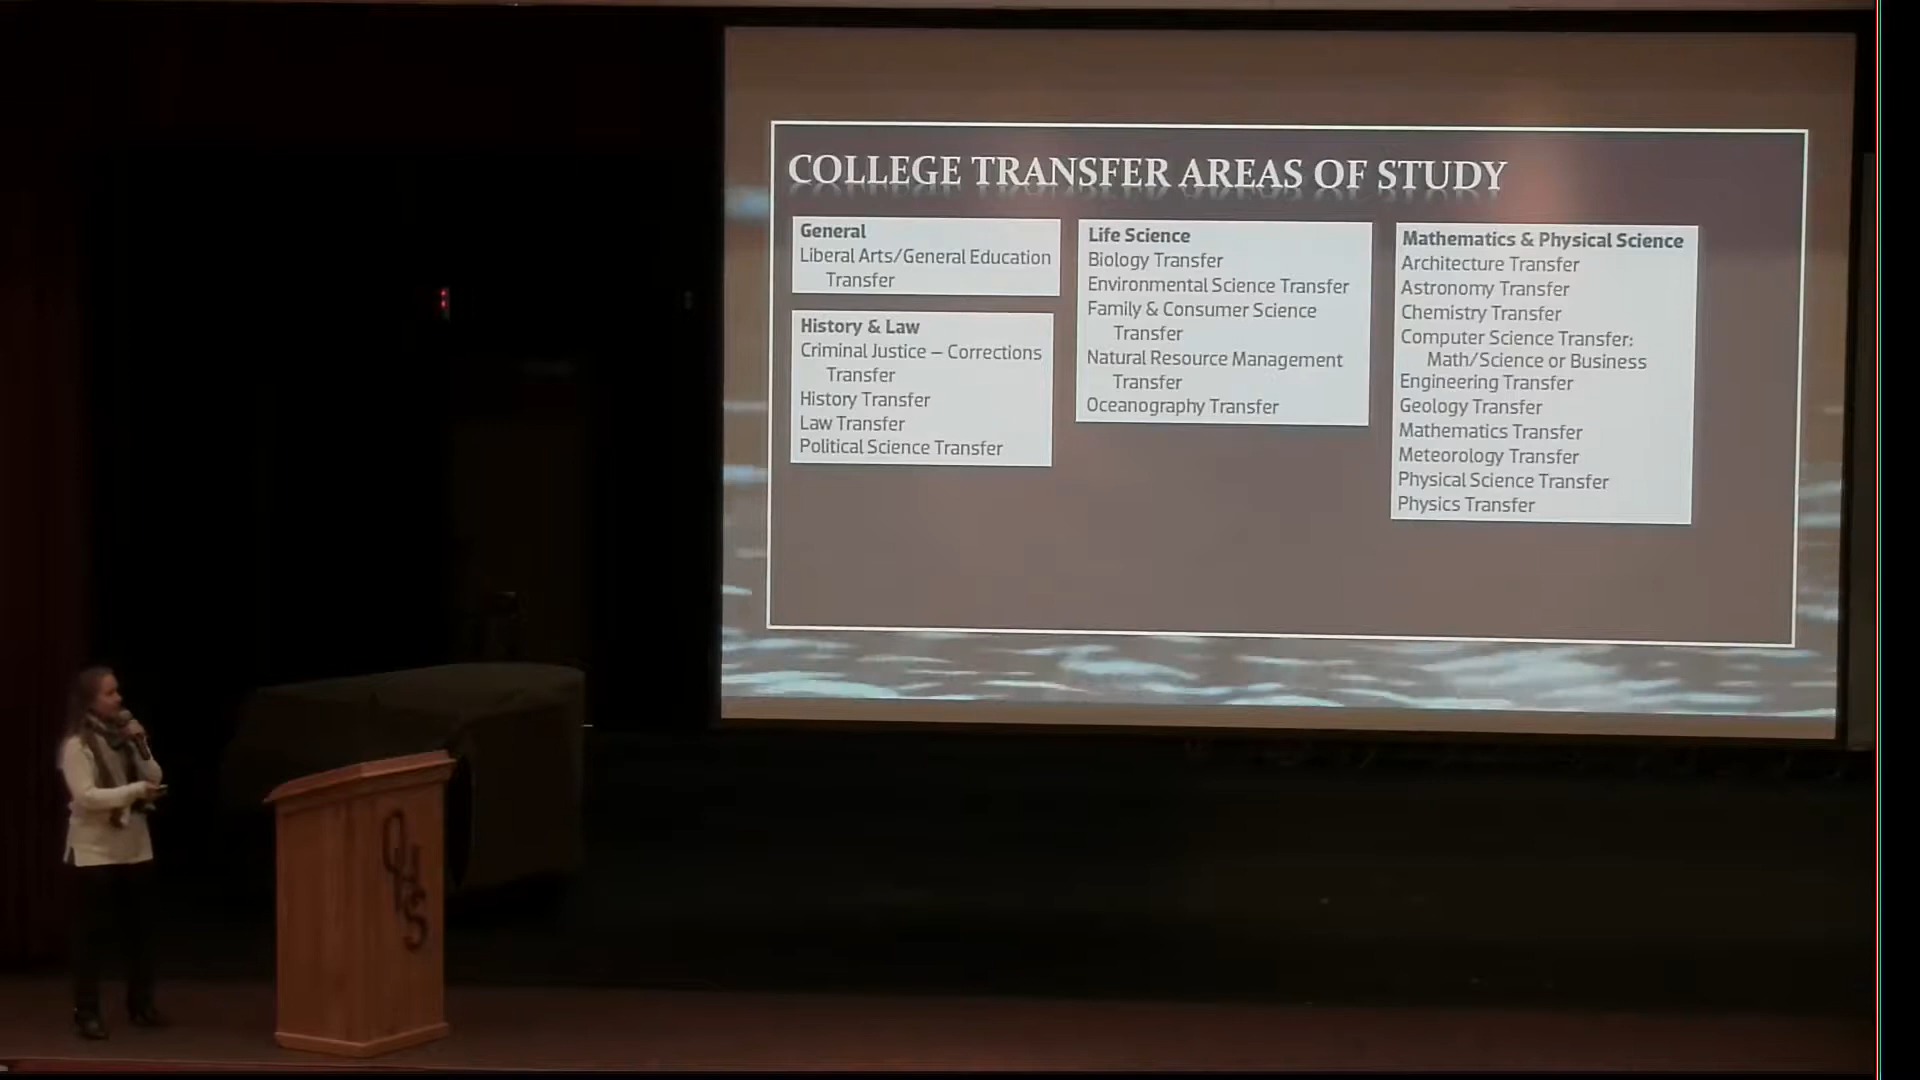 COLLEGE TRANSFER AREAS OF STUDY
General
Liberal Arts/General Education
Transfer
History & Law
Criminal Justice – Corrections
Transfer
History Transfer
Law Transfer
Political Science Transfer
Life Science
Biology Transfer
Environmental Science Transfer
Family & Consumer Science
Transfer
Natural Resource Management
Transfer
Oceanography Transfer
Mathematics & Physical Science
Architecture Transfer
Astronomy Transfer
Chemistry Transfer
Computer Science Transfer:
Math/Science or Business
Engineering Transfer
Geology Transfer
Mathematics Transfer
Meteorology Transfer
Physical Science Transfer
Physics Transfer
OHS